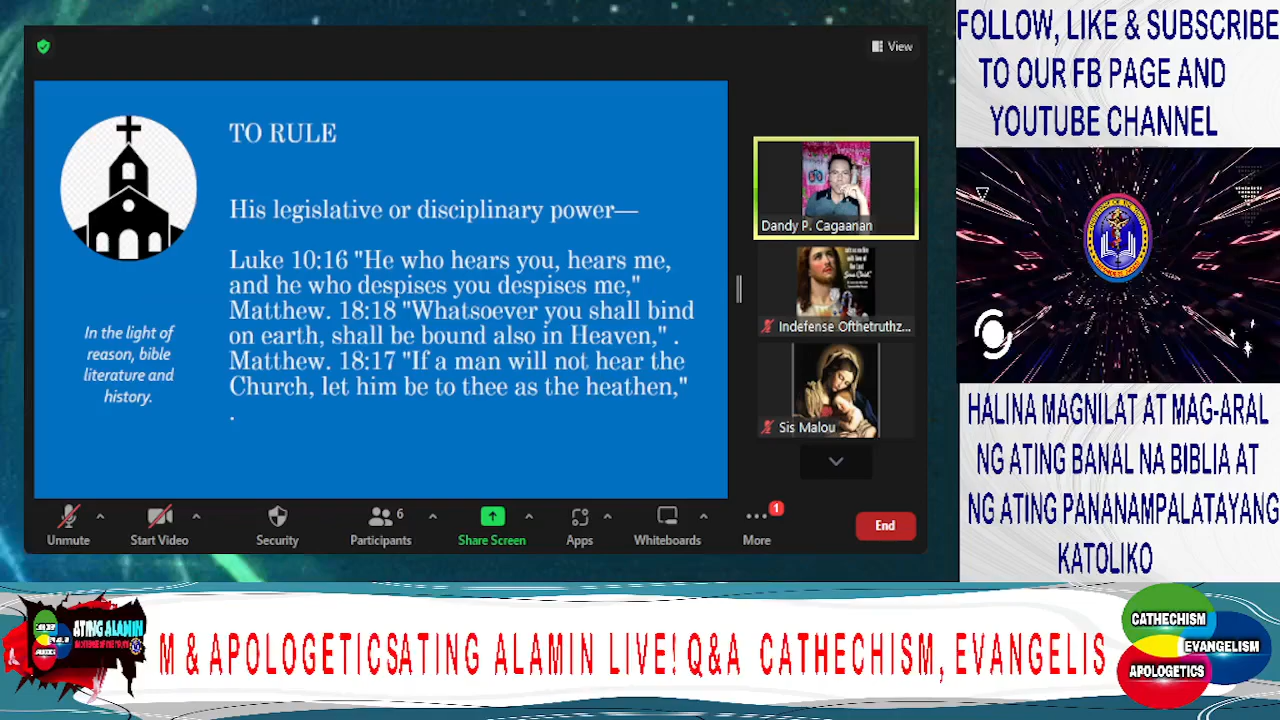 View
TO RULE
His legislative or disciplinary power—
Luke 10:16 "He who hears you, hears me,
and he who despises you despises me,"
Matthew. 18:18 "Whatsoever you shall bind
on earth, shall be bound also in Heaven," .
Matthew. 18:17 "If a man will not hear the
Church, let him be to thee as the heathen,"
.
In the light of
reason, bible
literature and
history.
Dandy P. Cagaanan
Indefense Ofthetruthz...
Sis Malou
Unmute
Start Video
Security
6
Participants
Share Screen
Apps
Whiteboards
1
More
End
FOLLOW, LIKE & SUBSCRIBE
TO OUR FB PAGE AND
YOUTUBE CHANNEL
HALINA MAGNILAT AT MAG-ARAL
NG ATING BANAL NA BIBLIA AT
NG ATING PANANAMPALATAYANG
KATOLIKO
ATING ALAMIN
M & APOLOGETICSATING ALAMIN LIVE! Q&A CATHECHISM, EVANGELIS
CATHECHISM
EVANGELISM
APOLOGETICS